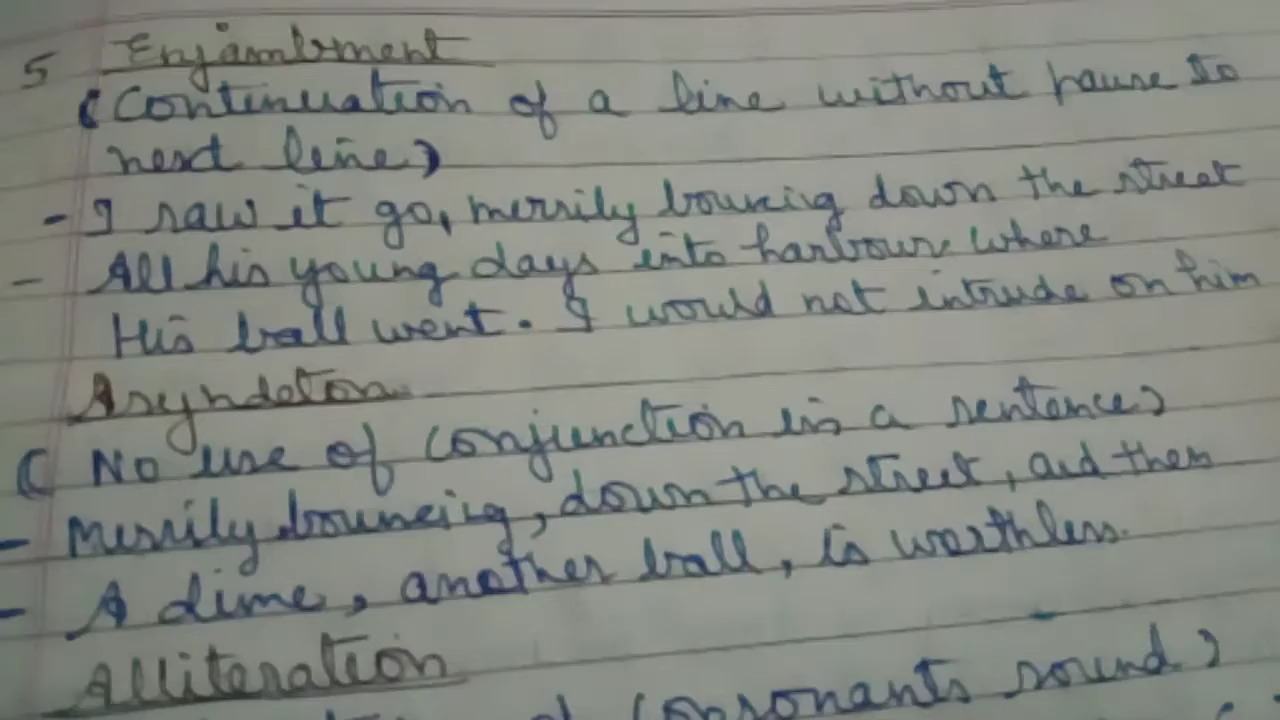 5 Enjambment
(Continuation of a line without pause to
next line)
- I saw it go, merrily bouncing down the street
- All his young days into harbour where
His ball went. I would not intrude on him
Asyndeton
( No use of conjunction in a sentence)
- Merrily bouncing, down the street, and then
- A dime, another ball, is worthless.
Alliteration
of consonants sound)